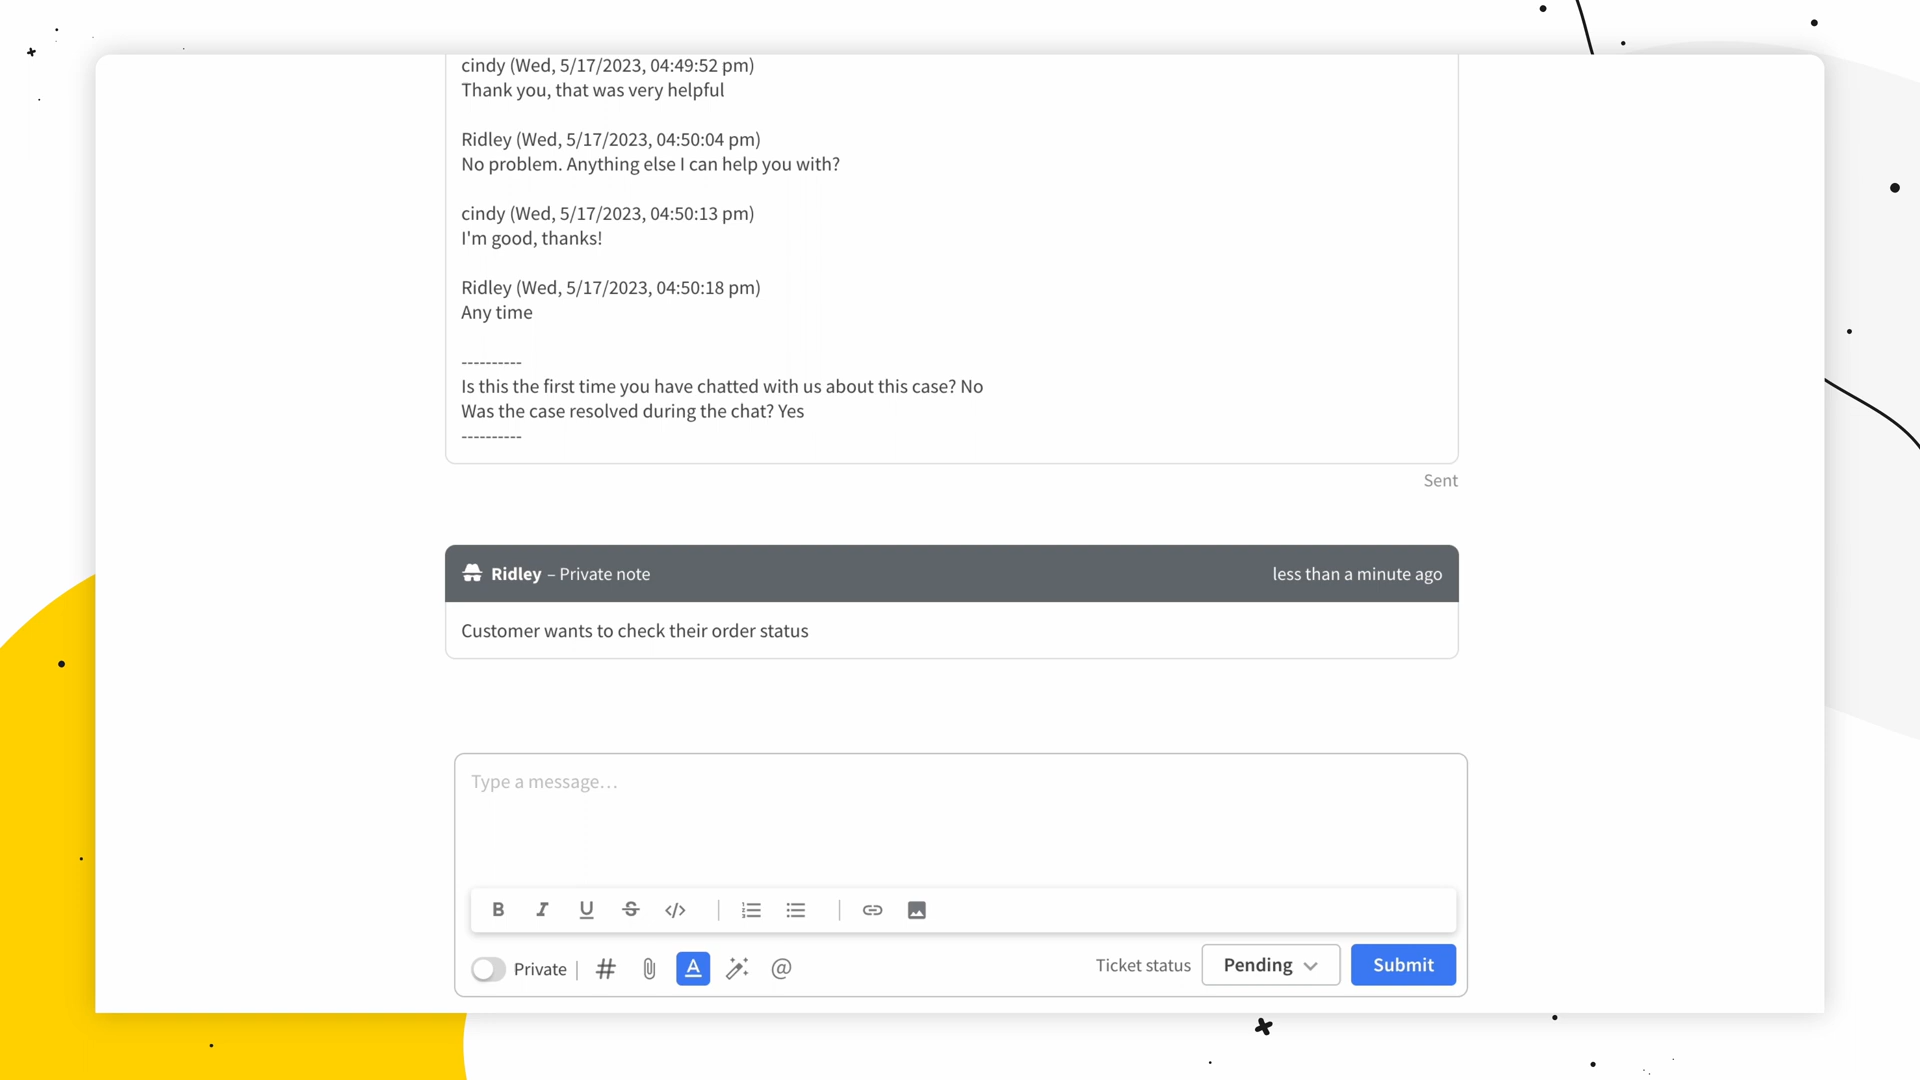 cindy (Wed, 5/17/2023, 04:49:52 pm)
Thank you, that was very helpful
Ridley (Wed, 5/17/2023, 04:50:04 pm)
No problem. Anything else I can help you with?
cindy (Wed, 5/17/2023, 04:50:13 pm)
I'm good, thanks!
Ridley (Wed, 5/17/2023, 04:50:18 pm)
Any time
----------
Is this the first time you have chatted with us about this case? No
Was the case resolved during the chat? Yes
----------
Sent
Ridley – Private note
less than a minute ago
Customer wants to check their order status
Type a message...
B I U S </>
Private | # A @
Ticket status Pending Submit